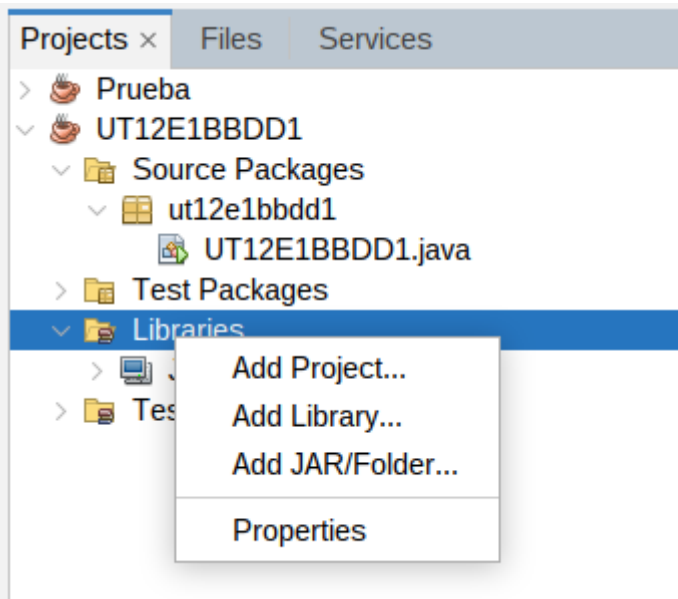 Projects × Files Services
Prueba
UT12E1BBDD1
Source Packages
ut12e1bbdd1
UT12E1BBDD1.java
Test Packages
Libraries
Add Project...
Add Library...
Add JAR/Folder...
Properties